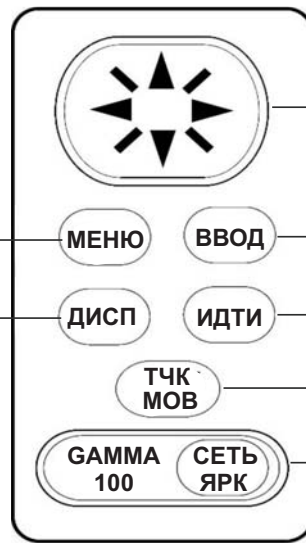 МЕНЮ ВВОД
ДИСП ИДТИ
ТЧК
МОВ
GAMMA СЕТЬ
100 ЯРК